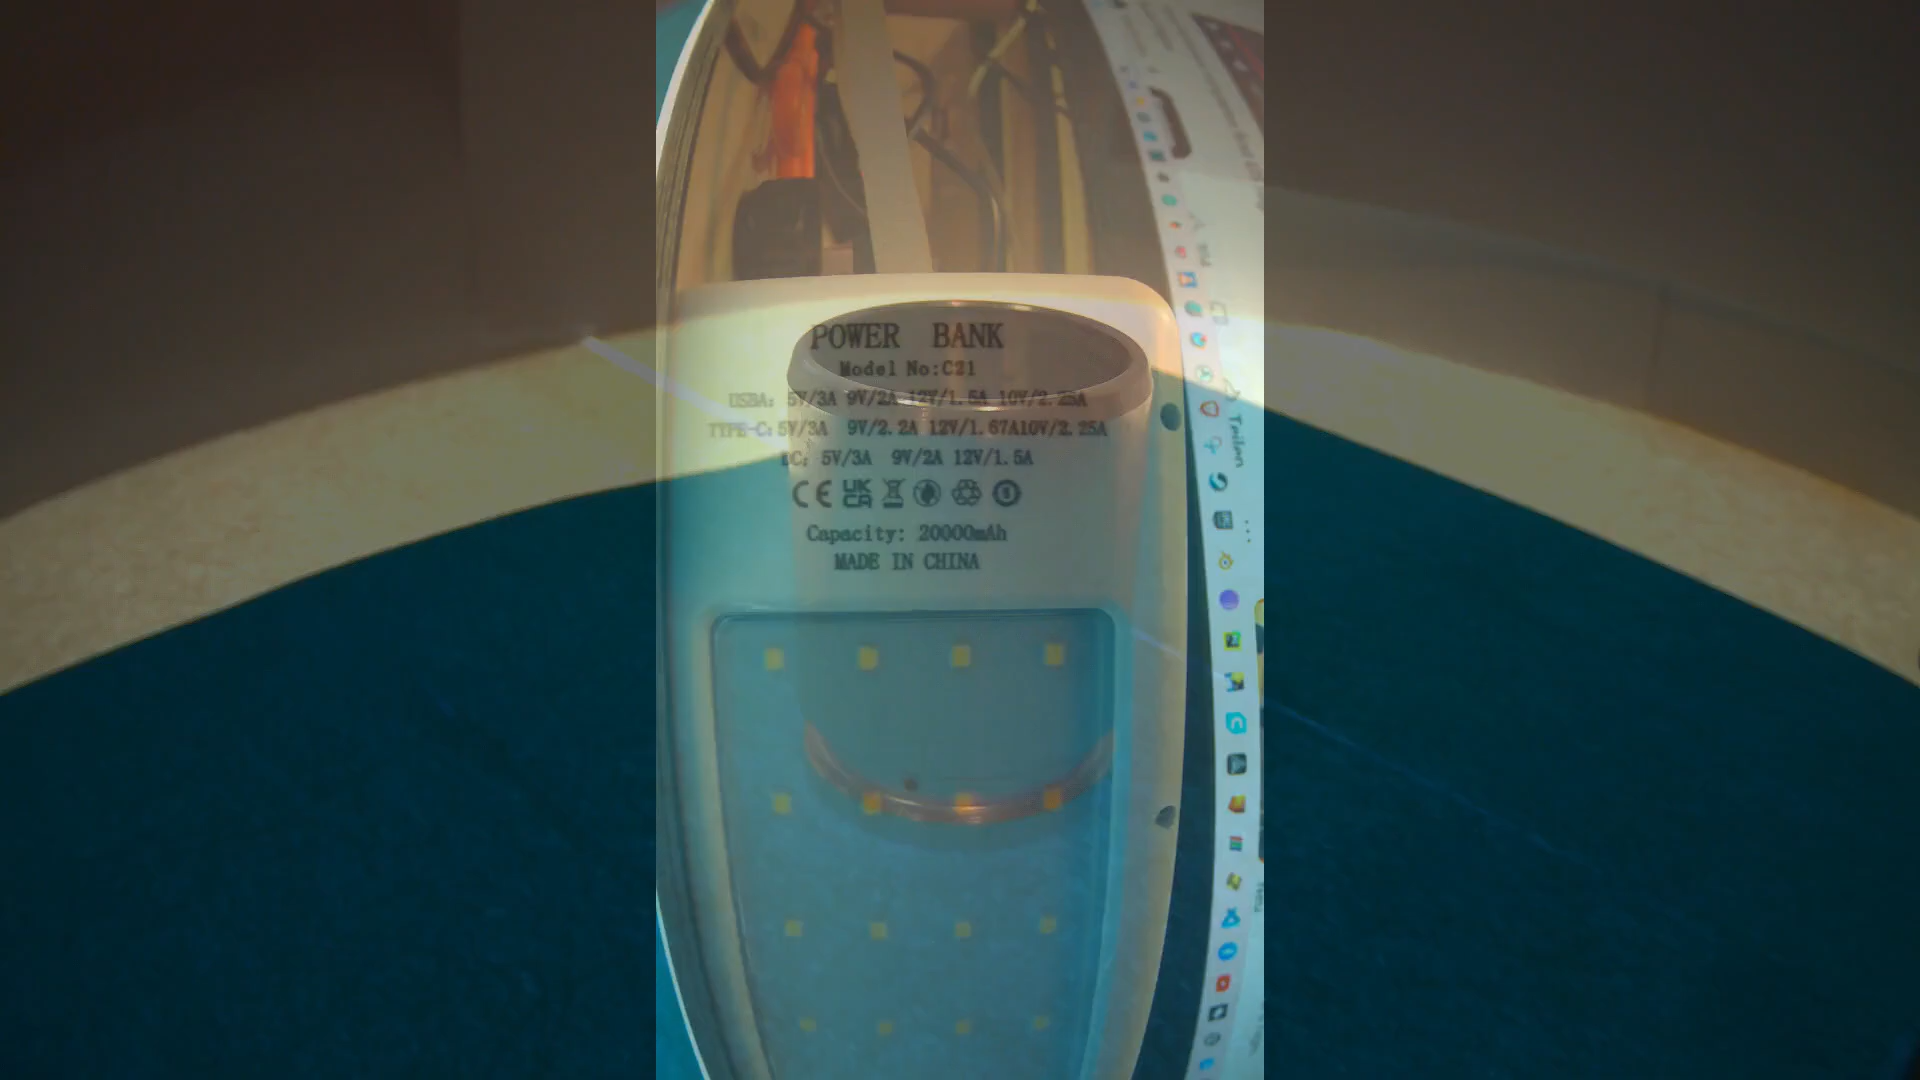 POWER BANK
Model No:C21
USBA: 5V/3A 9V/2A 12V/1.5A 10V/2.25A
TYPE-C: 5V/3A 9V/2.2A 12V/1.67A10V/2.25A
DC: 5V/3A 9V/2A 12V/1.5A
CE UK CA
Capacity: 20000mAh
MADE IN CHINA